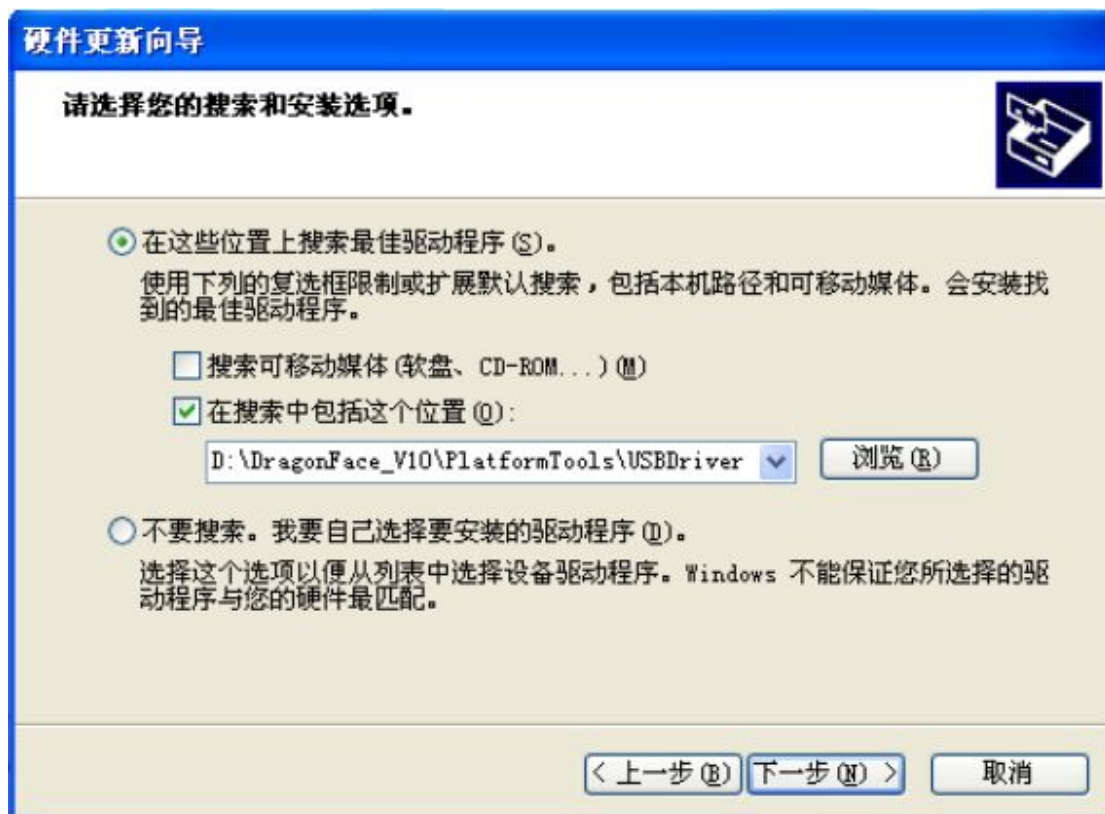 硬件更新向导
请选择您的搜索和安装选项。
在这些位置上搜索最佳驱动程序(S)。
使用下列的复选框限制或扩展默认搜索，包括本机路径和可移动媒体。会安装找
到的最佳驱动程序。
搜索可移动媒体(软盘、CD-ROM...)(M)
在搜索中包括这个位置(O):
D:\DragonFace_V10\PlatformTools\USBDriver 浏览(R)
不要搜索。我要自己选择要安装的驱动程序(D)。
选择这个选项以便从列表中选择设备驱动程序。Windows 不能保证您所选择的驱
动程序与您的硬件最匹配。
< 上一步(B) 下一步(N) > 取消